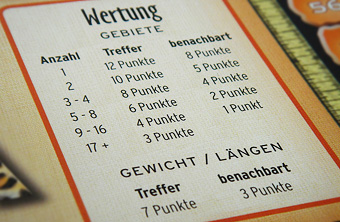 Wertung
GEBIETE
Anzahl Treffer benachbart
1 12 Punkte 8 Punkte
2 10 Punkte 5 Punkte
3 - 4 8 Punkte 4 Punkte
5 - 8 6 Punkte 2 Punkte
9 - 16 4 Punkte 1 Punkt
17 + 3 Punkte
GEWICHT / LÄNGEN
Treffer benachbart
7 Punkte 3 Punkte